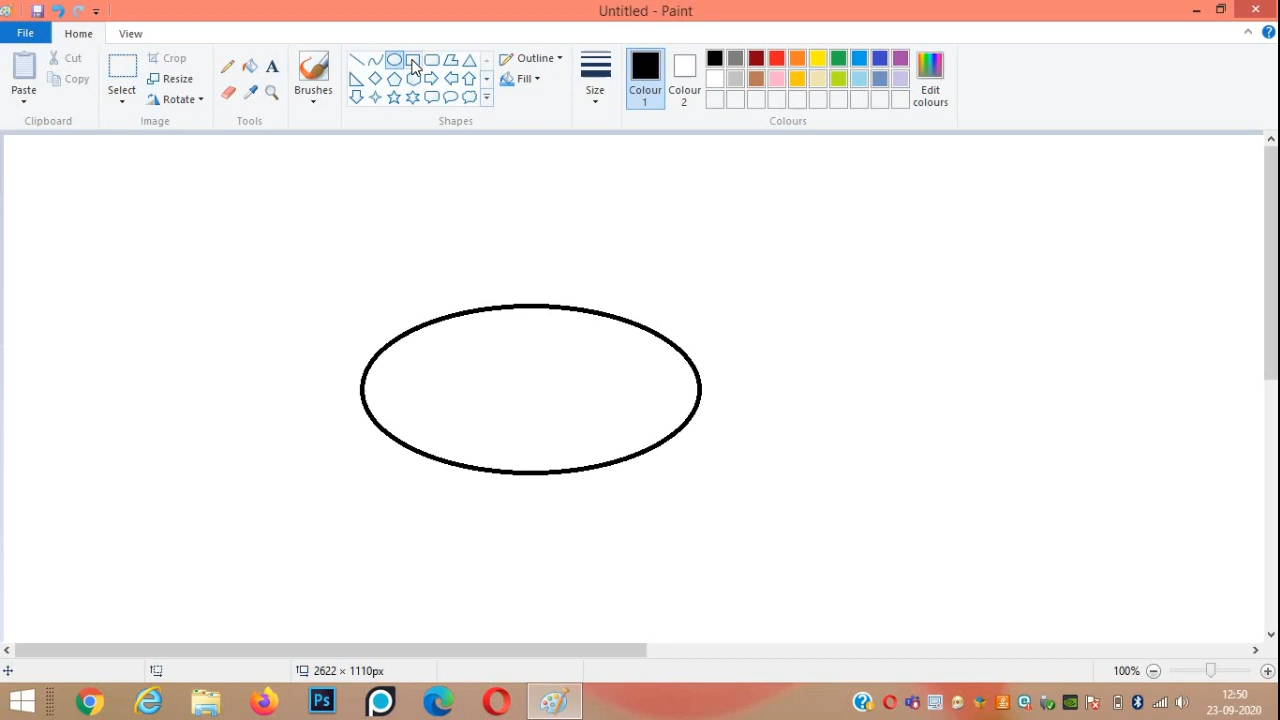 Untitled - Paint
File
Home
View
Paste
Cut
Copy
Clipboard
Select
Crop
Resize
Rotate
Image
A
Tools
Brushes
Shapes
Outline
Fill
Size
Colour 1
Colour 2
Edit colours
Colours
2622 × 1110px
100%
Ps
12:50
23-09-2020